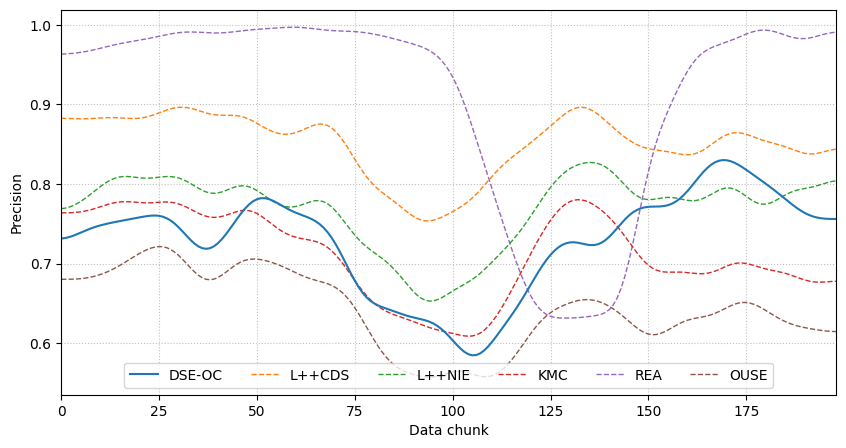 1.0
0.9
0.8
0.7
0.6
Precision
DSE-OC L++CDS L++NIE KMC REA OUSE
0 25 50 75 100 125 150 175
Data chunk